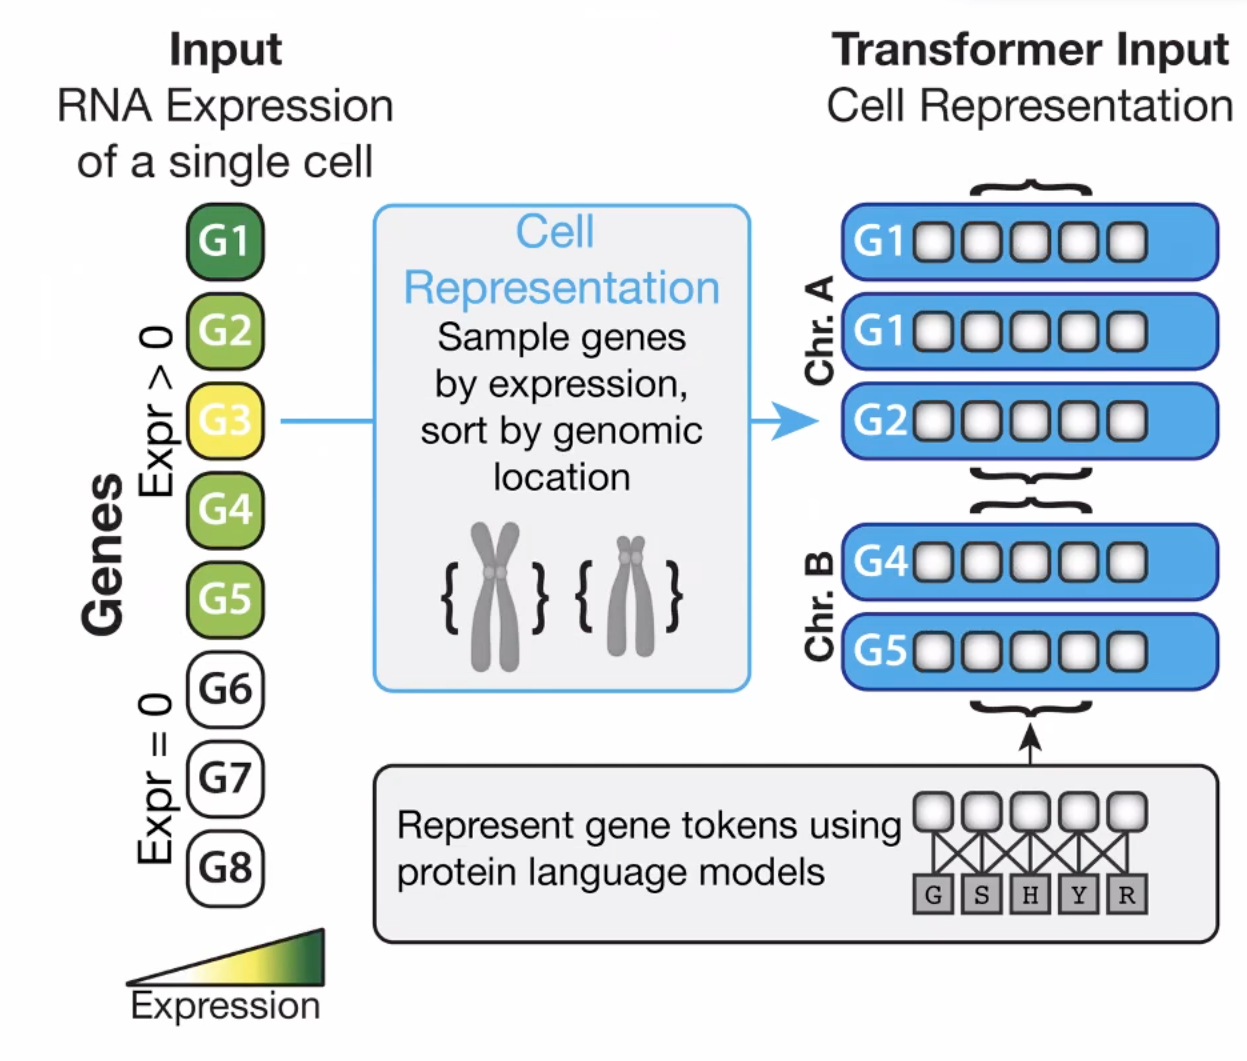 Input
RNA Expression
of a single cell
Genes
Expr > 0
Expr = 0
G1
G2
G3
G4
G5
G6
G7
G8
Expression
Cell
Representation
Sample genes
by expression,
sort by genomic
location
{ } { }
Transformer Input
Cell Representation
Chr. A
G1
G1
G2
Chr. B
G4
G5
Represent gene tokens using
protein language models
G S H Y R